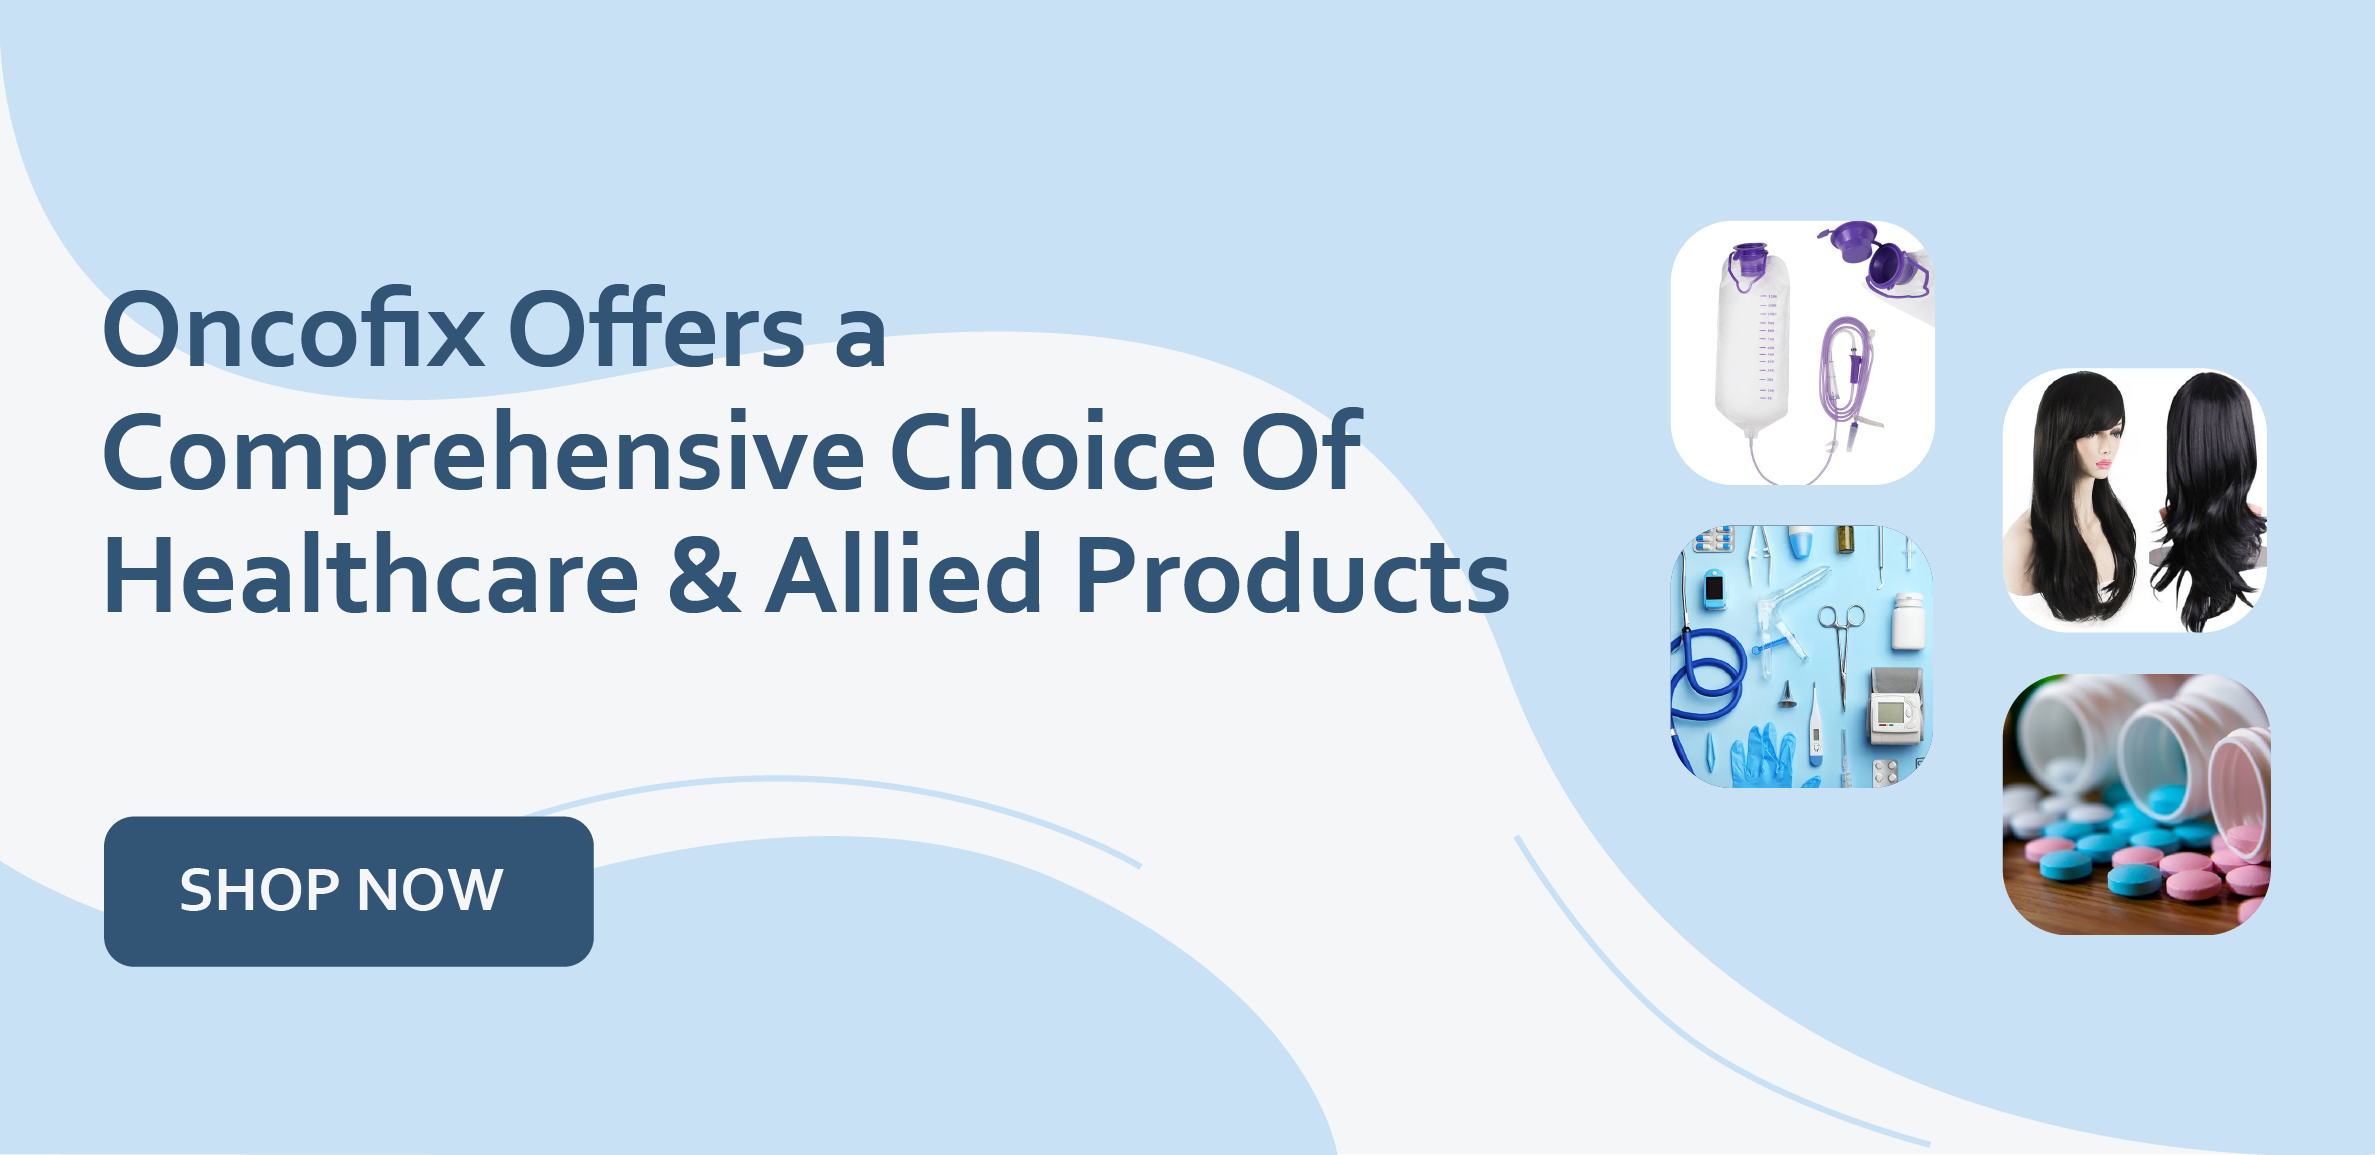 Oncofix Offers a
Comprehensive Choice Of
Healthcare & Allied Products
SHOP NOW